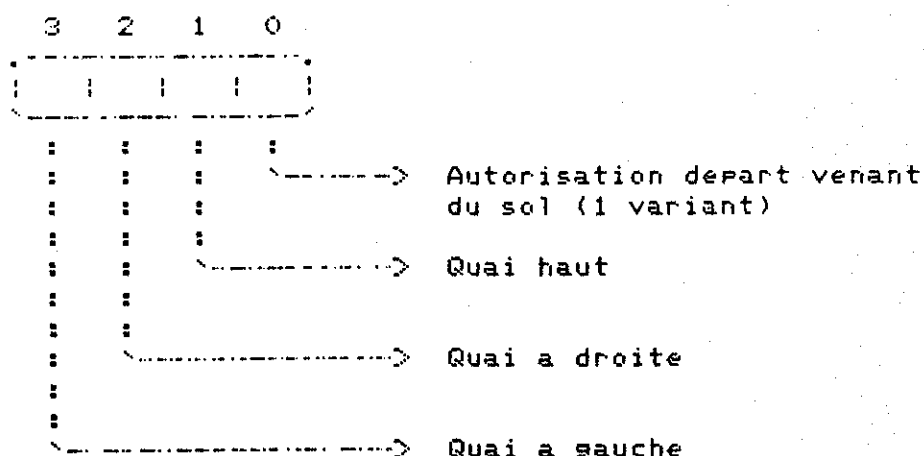 3 2 1 0
Autorisation depart venant
du sol (1 variant)
Quai haut
Quai a droite
Quai a gauche